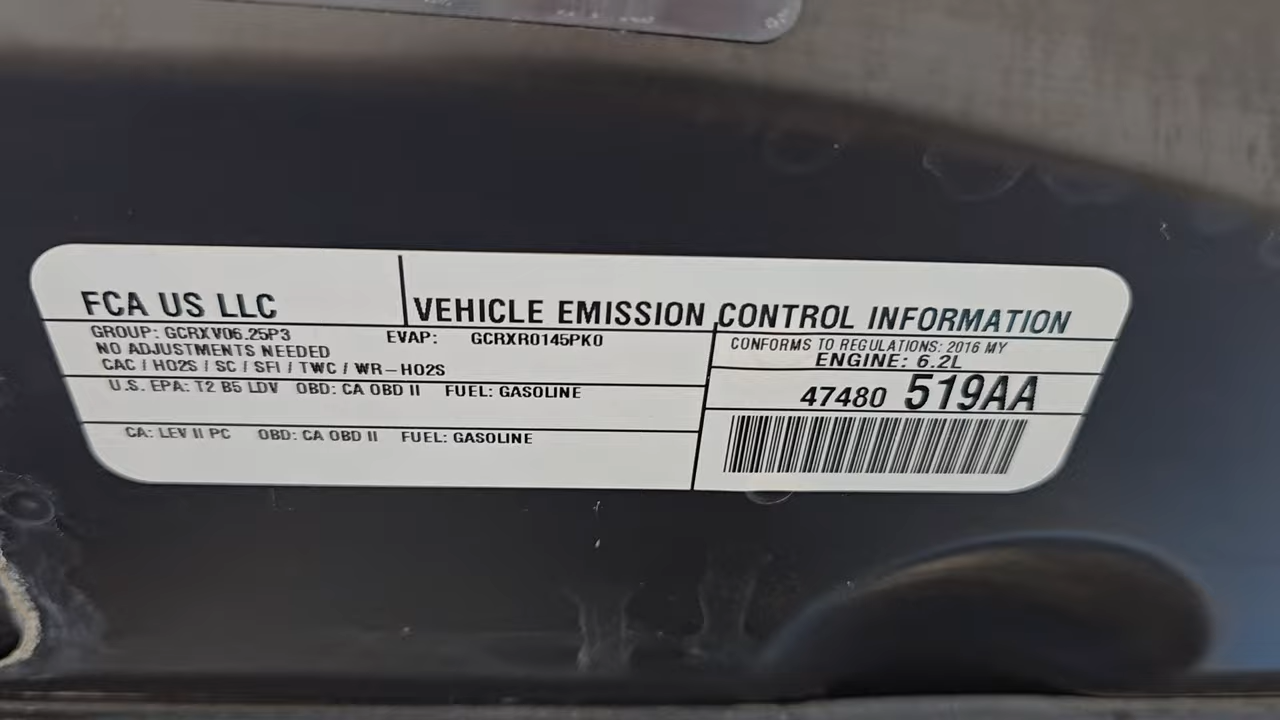 FCA US LLC
VEHICLE EMISSION CONTROL INFORMATION
GROUP: GCRXV06.25P3 EVAP: GCRXR0145PK0
NO ADJUSTMENTS NEEDED
CAC / HO2S / SC / SFI / TWC / WR-HO2S
U.S. EPA: T2 B5 LDV OBD: CA OBD II FUEL: GASOLINE
CA: LEV II PC OBD: CA OBD II FUEL: GASOLINE
CONFORMS TO REGULATIONS: 2016 MY
ENGINE: 6.2L
47480 519AA